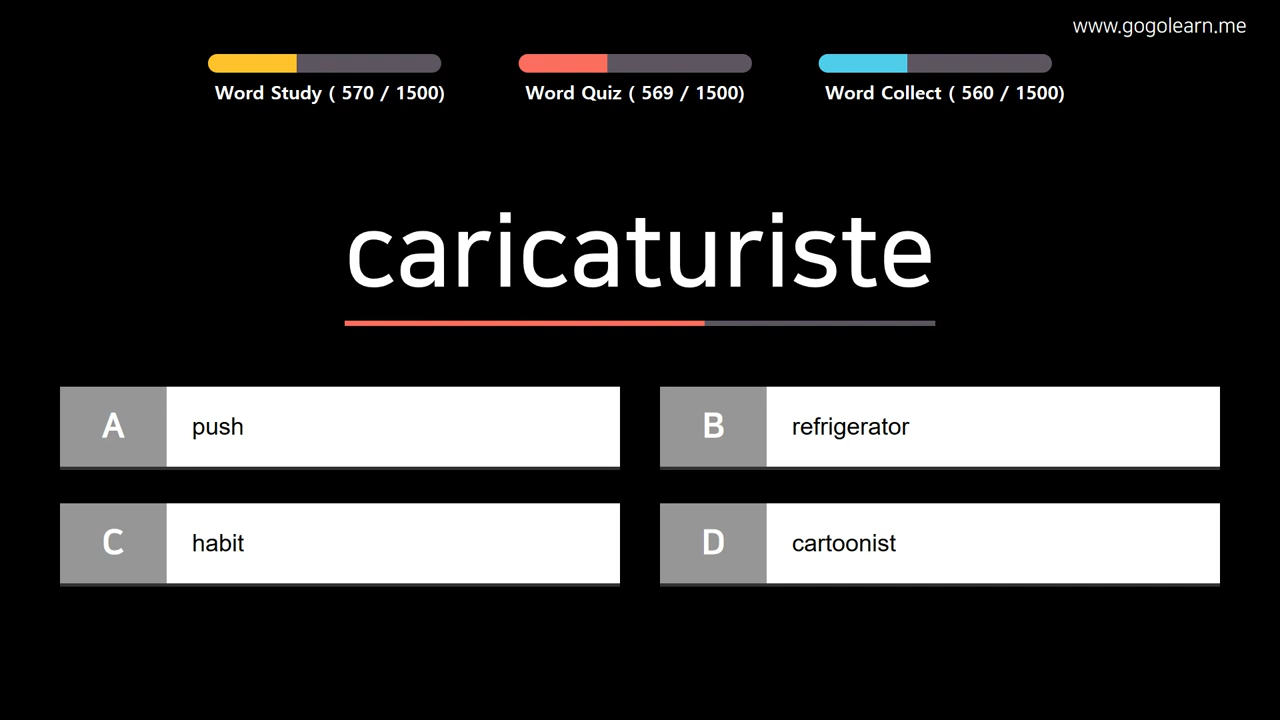 www.gogolearn.me
Word Study ( 570 / 1500)
Word Quiz ( 569 / 1500)
Word Collect ( 560 / 1500)
caricaturiste
A push
B refrigerator
C habit
D cartoonist